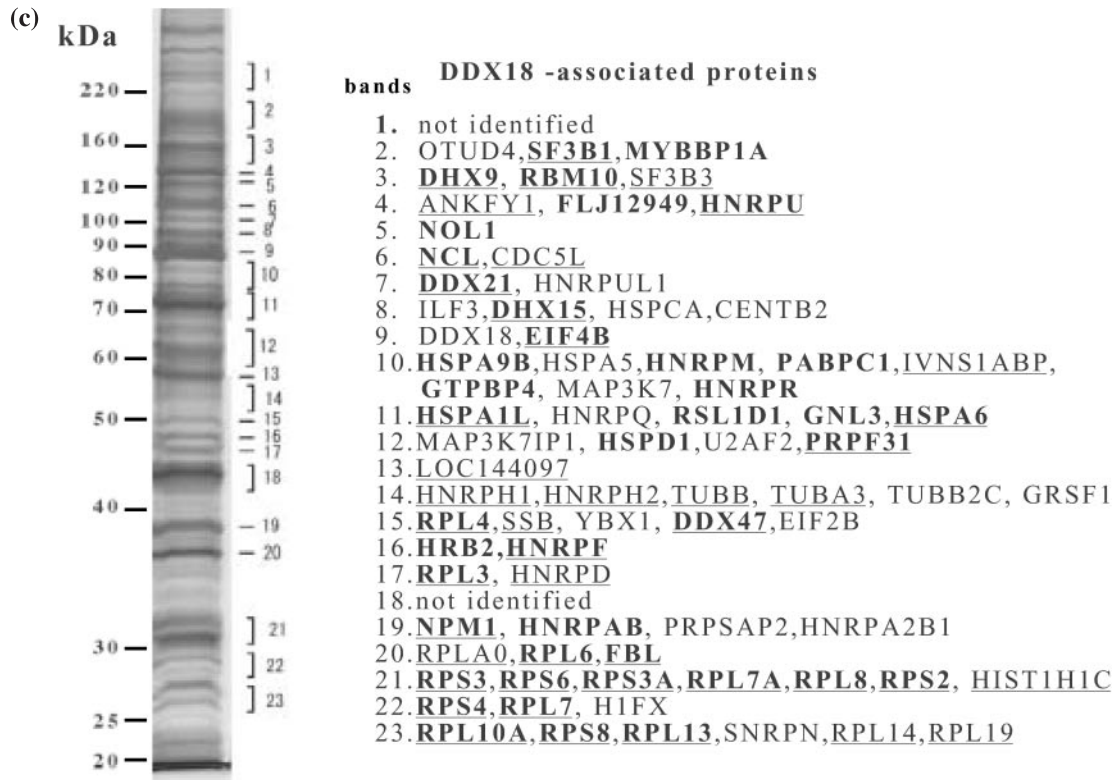 (c)
kDa
DDX18 -associated proteins
bands
220
160
120
100
90
80
70
60
50
40
30
25
20
1
2
3
4
5
6
7
8
9
10
11
12
13
14
15
16
17
18
19
20
21
22
23
1. not identified
2. OTUD4,SF3B1,MYBBP1A
3. DHX9, RBM10,SF3B3
4. ANKFY1, FLJ12949,HNRPU
5. NOL1
6. NCL,CDC5L
7. DDX21, HNRPUL1
8. ILF3,DHX15, HSPCA,CENTB2
9. DDX18,EIF4B
10.HSPA9B,HSPA5,HNRPM, PABPC1,IVNS1ABP,
GTPBP4, MAP3K7, HNRPR
11.HSPA1L, HNRPQ, RSL1D1, GNL3,HSPA6
12.MAP3K7IP1, HSPD1,U2AF2,PRPF31
13.LOC144097
14.HNRPH1,HNRPH2,TUBB, TUBA3, TUBB2C, GRSF1
15.RPL4,SSB, YBX1, DDX47,EIF2B
16.HRB2,HNRPF
17.RPL3, HNRPD
18.not identified
19.NPM1, HNRPAB, PRPSAP2,HNRPA2B1
20.RPLA0,RPL6,FBL
21.RPS3,RPS6,RPS3A,RPL7A,RPL8,RPS2, HIST1H1C
22.RPS4,RPL7, H1FX
23.RPL10A,RPS8,RPL13,SNRPN,RPL14,RPL19